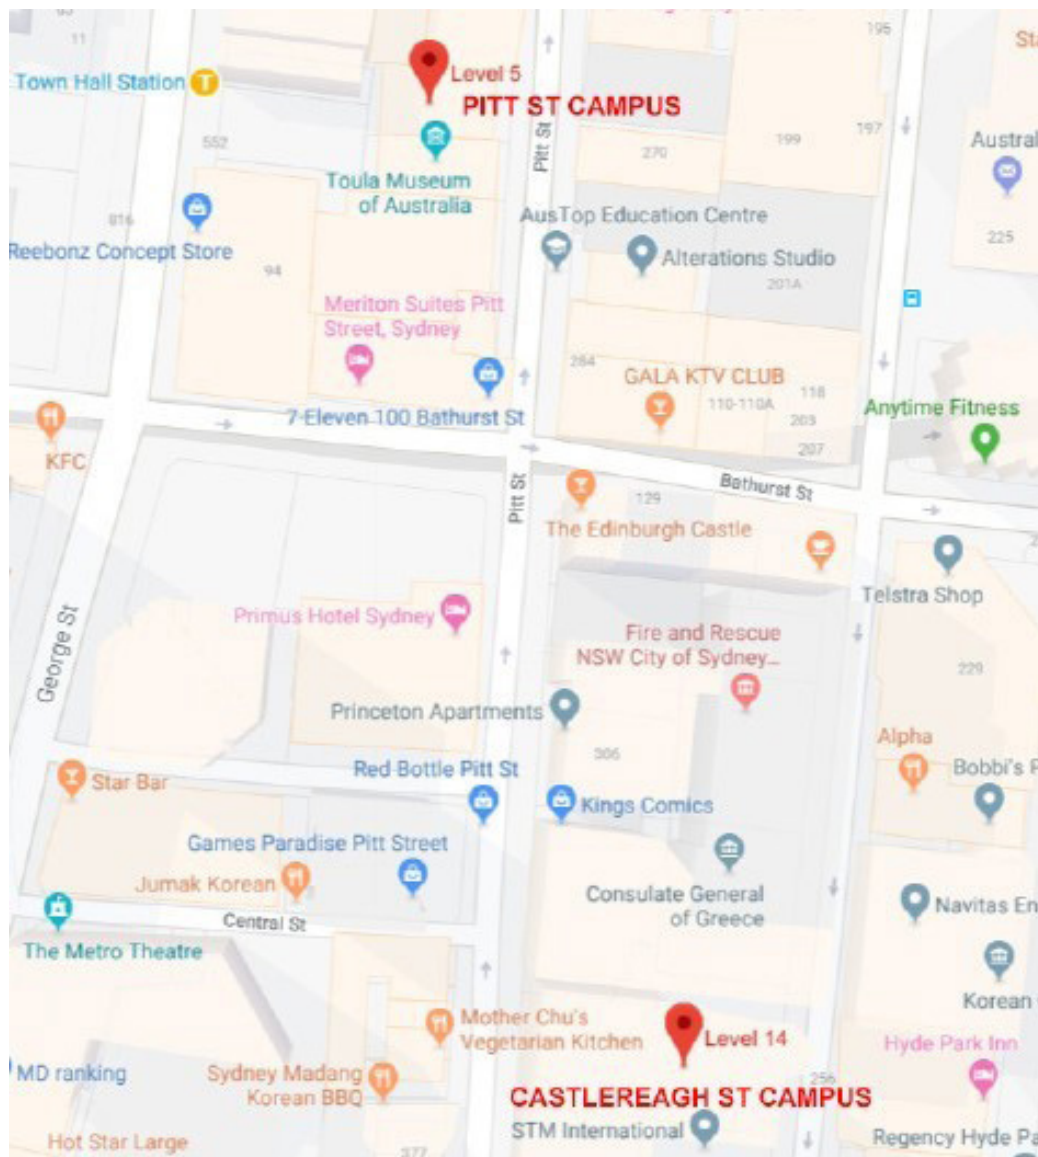 11
195
Level 5
Town Hall Station
PITT ST CAMPUS
Pitt St
552
270
199
197
Austral
Toula Museum
of Australia
816
Reebonz Concept Store
AusTop Education Centre
Alterations Studio
225
94
201A
Meriton Suites Pitt
Street, Sydney
284
GALA KTV CLUB
110-110A
118
203
207
Anytime Fitness
7-Eleven 100 Bathurst St
KFC
Pitt St
Bathurst St
129
The Edinburgh Castle
Telstra Shop
George St
Primus Hotel Sydney
Fire and Rescue
NSW City of Sydney...
229
Princeton Apartments
306
Alpha
Star Bar
Red Bottle Pitt St
Bobbi's P
Kings Comics
Games Paradise Pitt Street
Jumak Korean
Consulate General
of Greece
Navitas En
Central St
The Metro Theatre
Korean
Mother Chu's
Vegetarian Kitchen
Level 14
Hyde Park Inn
MD ranking
Sydney Madang
Korean BBQ
256
CASTLEREAGH ST CAMPUS
STM International
Hot Star Large
377
Regency Hyde Pa